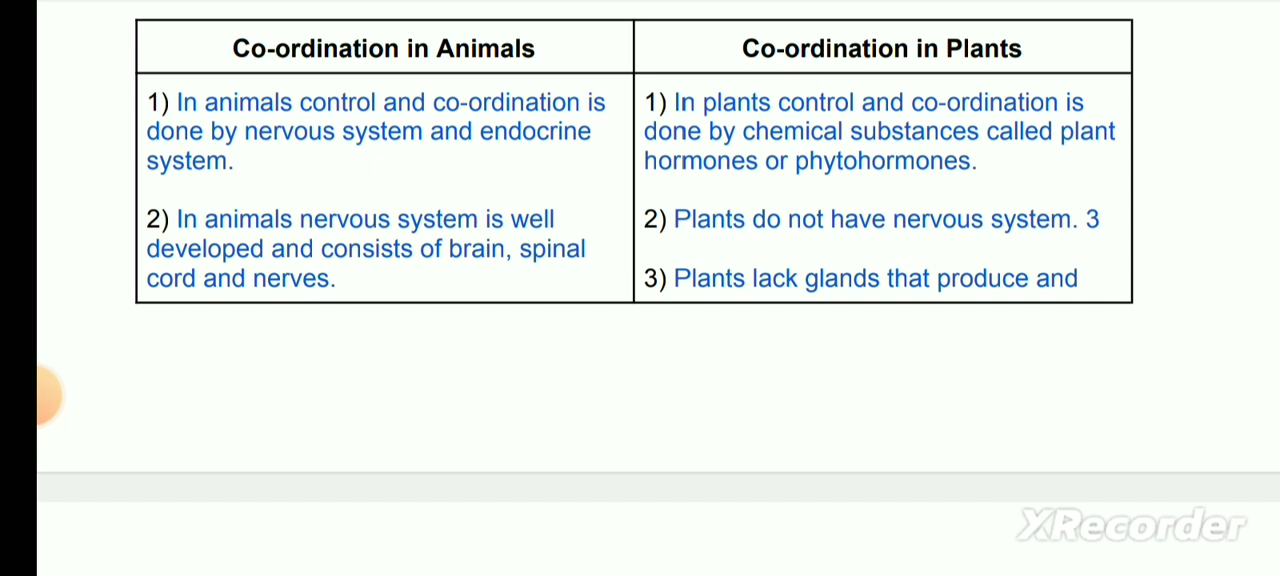 Co-ordination in Animals
Co-ordination in Plants
1) In animals control and co-ordination is
done by nervous system and endocrine
system.
2) In animals nervous system is well
developed and consists of brain, spinal
cord and nerves.
1) In plants control and co-ordination is
done by chemical substances called plant
hormones or phytohormones.
2) Plants do not have nervous system. 3
3) Plants lack glands that produce and
XRecorder